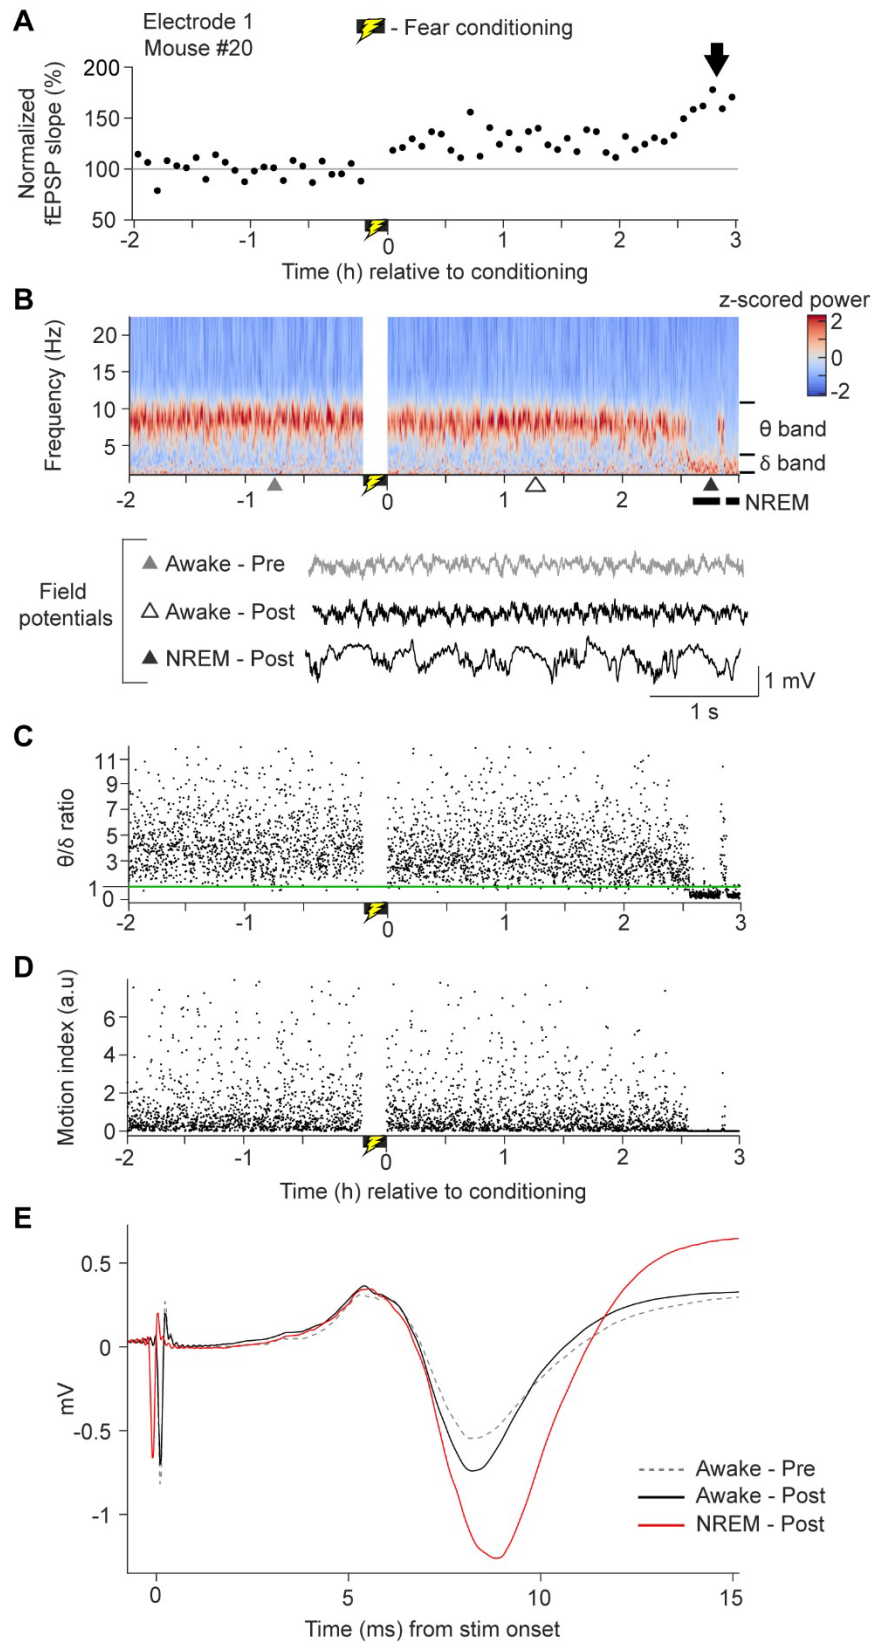 A
Electrode 1
Mouse #20
- Fear conditioning
Normalized
fEPSP slope (%)
200
150
100
50
-2 -1 0 1 2 3
Time (h) relative to conditioning
B
z-scored power
2
0
-2
Frequency (Hz)
20
15
10
5
θ band
δ band
-2 -1 0 1 2
NREM
Field
potentials
Awake - Pre
Awake - Post
NREM - Post
1 mV
1 s
C
θ/δ ratio
11
9
7
5
3
1
0
-2 -1 0 1 2 3
D
Motion index (a.u)
6
4
2
0
-2 -1 0 1 2 3
Time (h) relative to conditioning
E
mV
0.5
0
-0.5
-1
Awake - Pre
Awake - Post
NREM - Post
0 5 10 15
Time (ms) from stim onset